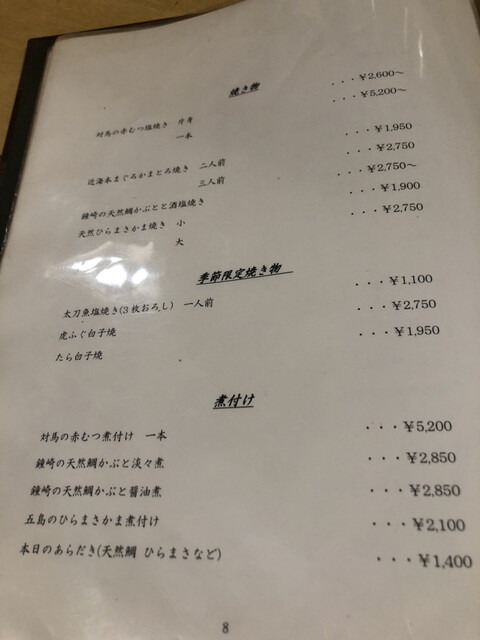 焼き物
対馬の赤むつ塩焼き 片身 ・・・￥2,600～
一本 ・・・￥5,200～
近海本まぐろかまとろ焼き 二人前 ・・・￥1,950
三人前 ・・・￥2,750
鐘崎の天然鯛かぶとと酒塩焼き ・・・￥2,750～
天然ひらまさかま焼き 小 ・・・￥1,900
大 ・・・￥2,750
季節限定焼き物
太刀魚塩焼き(3枚おろし) 一人前 ・・・￥1,100
虎ふぐ白子焼 ・・・￥2,750
たら白子焼 ・・・￥1,950
煮付け
対馬の赤むつ煮付け 一本 ・・・￥5,200
鐘崎の天然鯛かぶと淡々煮 ・・・￥2,850
鐘崎の天然鯛かぶと醤油煮 ・・・￥2,850
五島のひらまさかま煮付け ・・・￥2,100
本日のあらだき(天然鯛 ひらまさなど) ・・・￥1,400
8